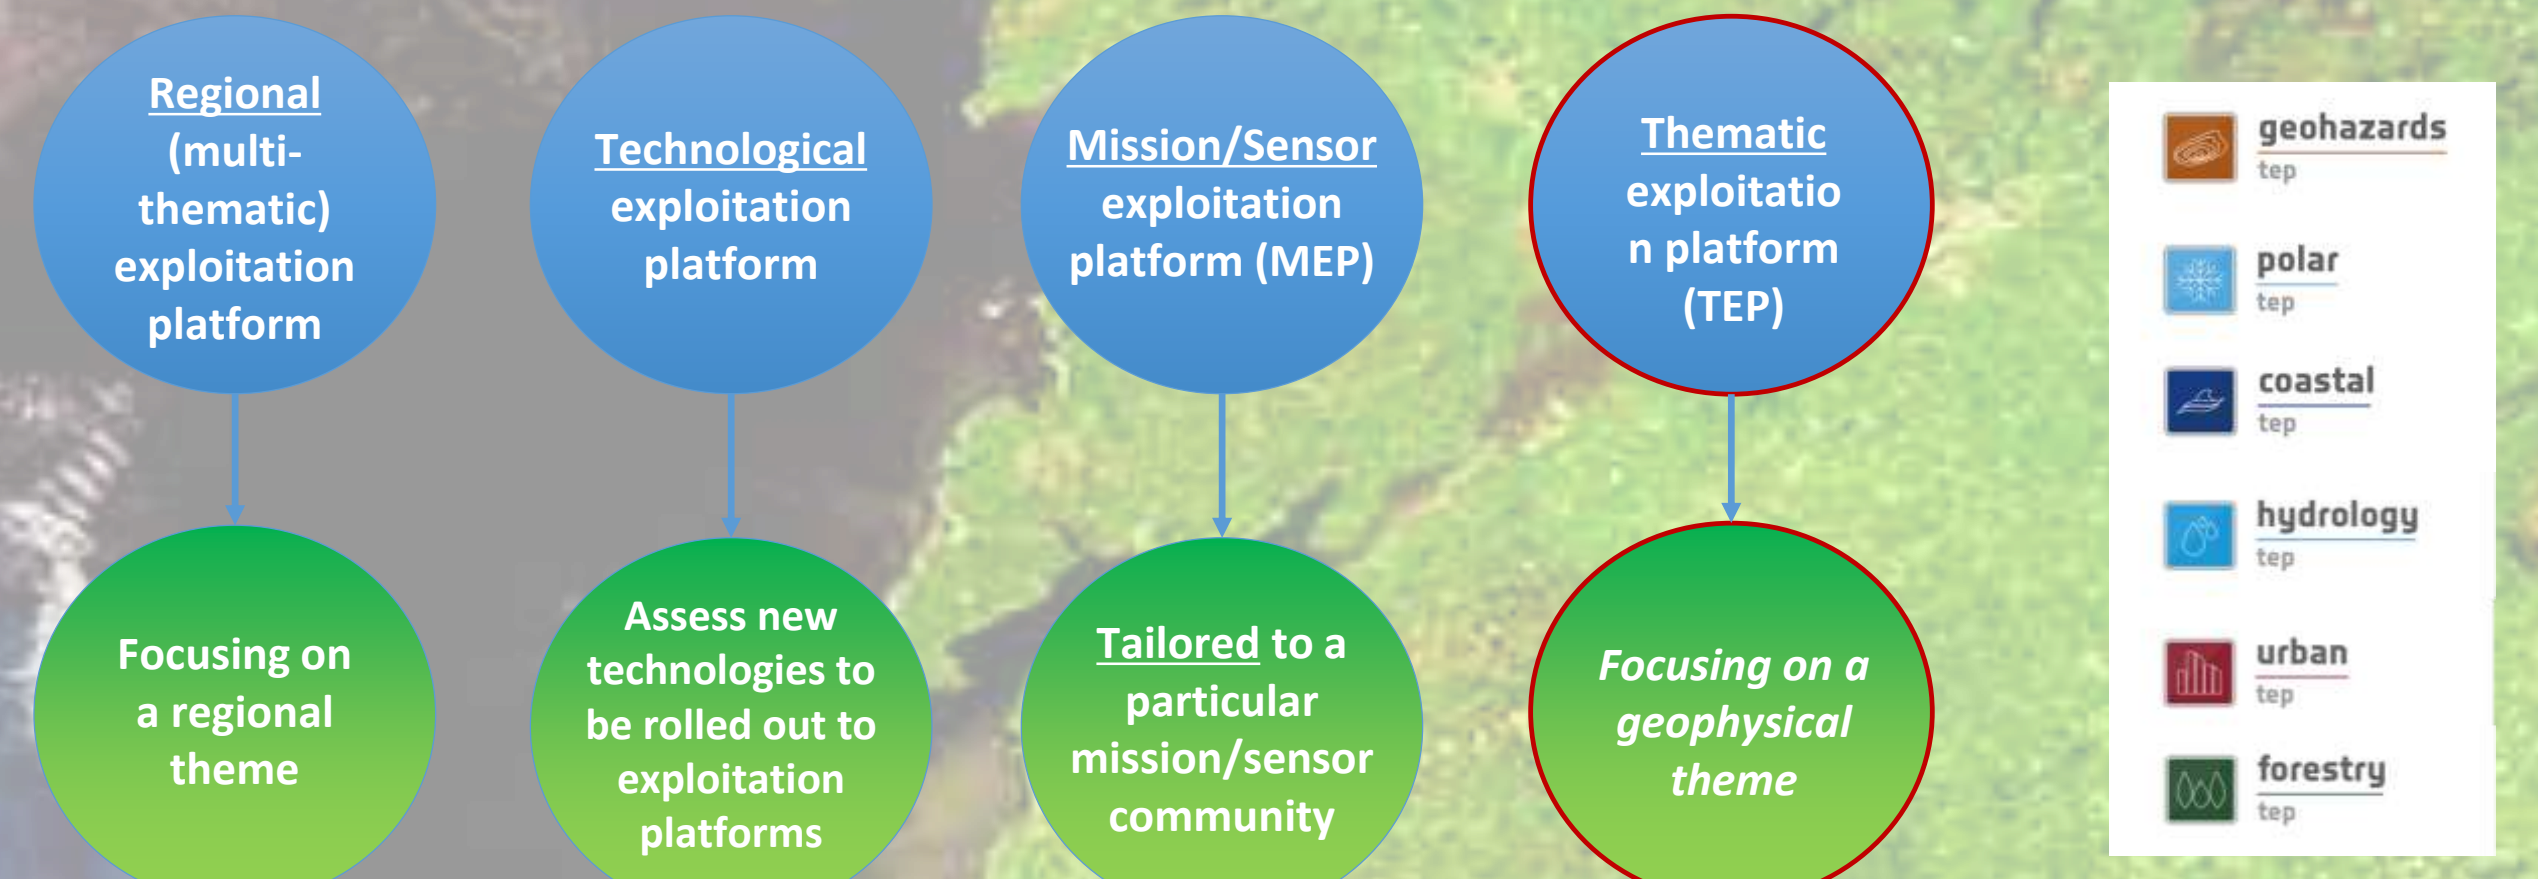 Regional
(multi-
thematic)
exploitation
platform
Technological
exploitation
platform
Mission/Sensor
exploitation
platform (MEP)
Thematic
exploitatio
n platform
(TEP)
Focusing on
a regional
theme
Assess new
technologies to
be rolled out to
exploitation
platforms
Tailored to a
particular
mission/sensor
community
Focusing on a
geophysical
theme
geohazards
tep
polar
tep
coastal
tep
hydrology
tep
urban
tep
forestry
tep